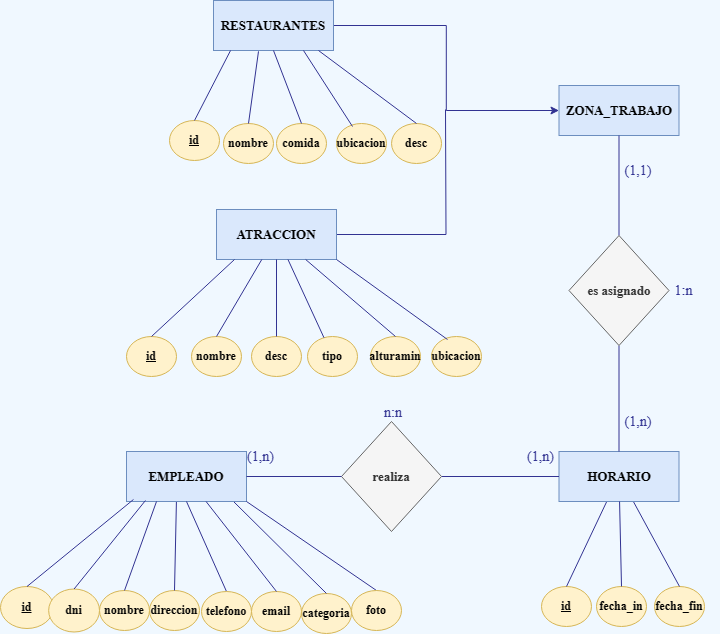 RESTAURANTES
id
nombre
comida
ubicacion
desc
ZONA_TRABAJO
(1,1)
ATRACCION
es asignado
1:n
id
nombre
desc
tipo
alturamin
ubicacion
n:n
(1,n)
EMPLEADO
(1,n)
realiza
(1,n)
HORARIO
id
dni
nombre
direccion
telefono
email
categoria
foto
id
fecha_in
fecha_fin